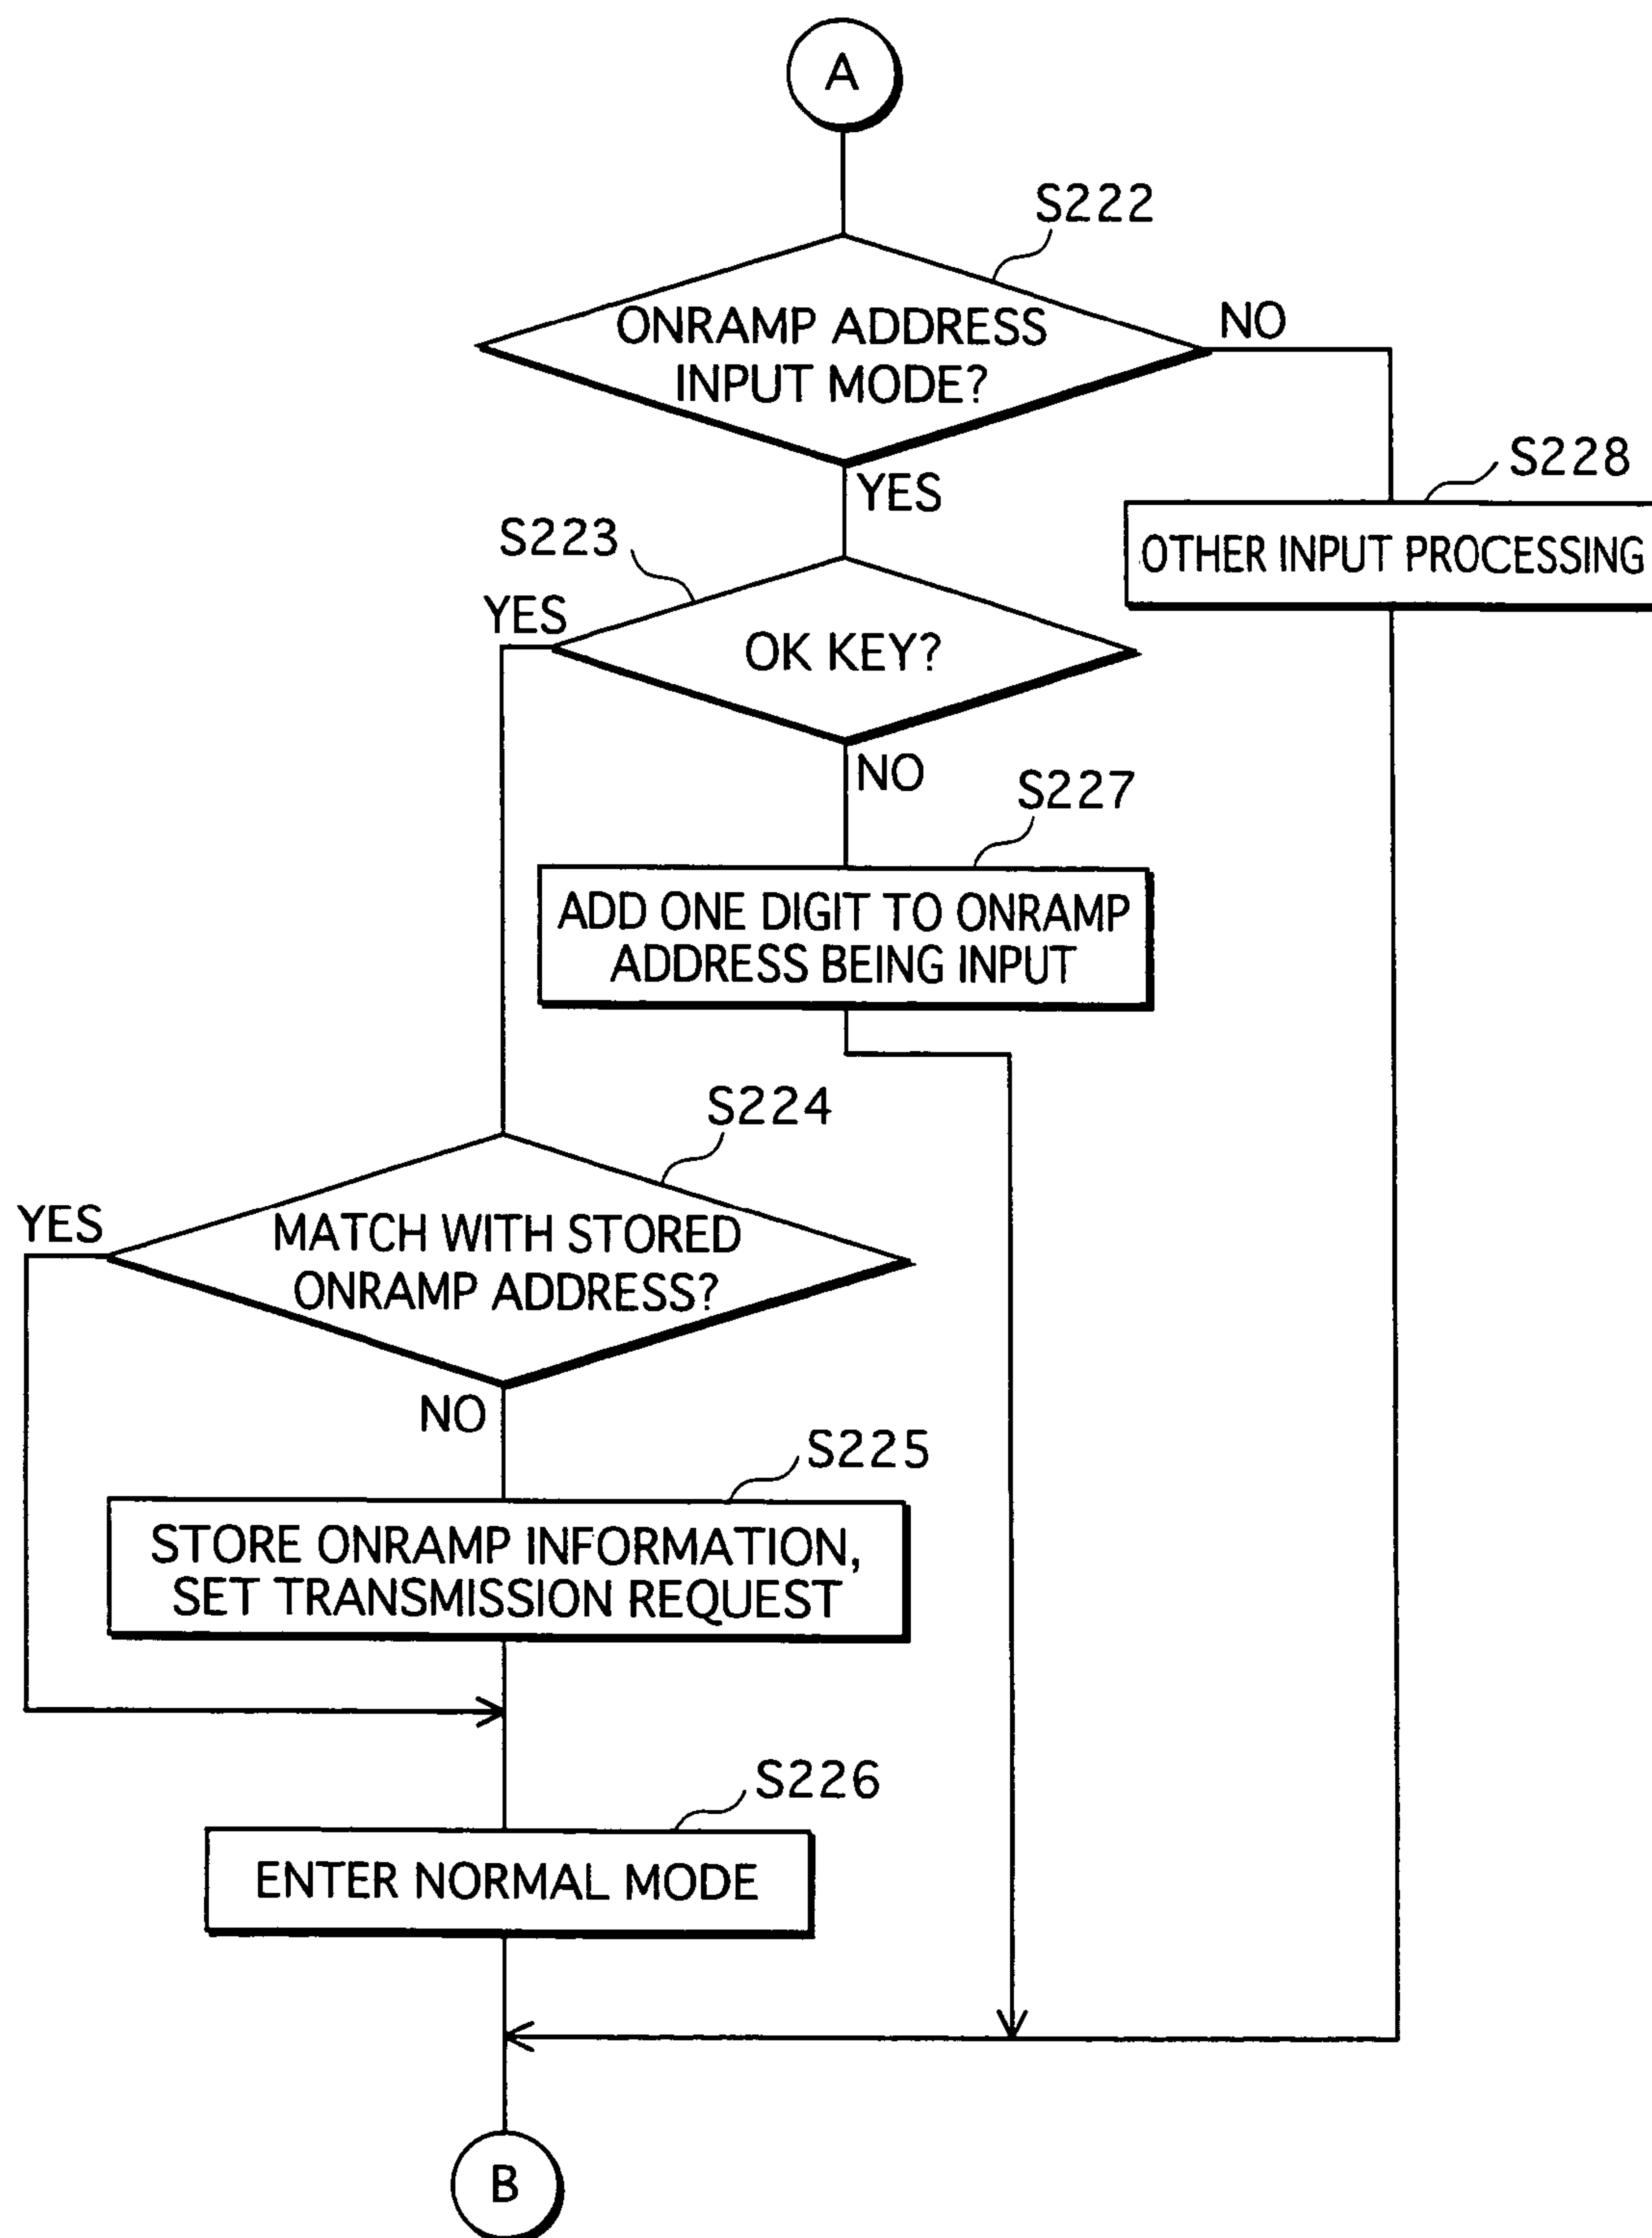 A
S222
ONRAMP ADDRESS
INPUT MODE?
NO
YES
S228
OTHER INPUT PROCESSING
S223
YES
OK KEY?
NO
S227
ADD ONE DIGIT TO ONRAMP
ADDRESS BEING INPUT
S224
YES
MATCH WITH STORED
ONRAMP ADDRESS?
NO
S225
STORE ONRAMP INFORMATION,
SET TRANSMISSION REQUEST
S226
ENTER NORMAL MODE
B